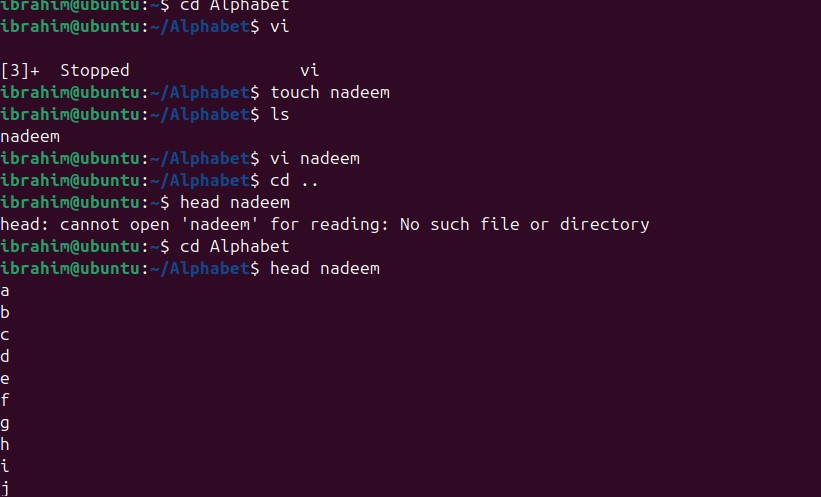 ibrahim@ubuntu:~$ cd Alphabet
ibrahim@ubuntu:~/Alphabet$ vi

[3]+  Stopped                 vi
ibrahim@ubuntu:~/Alphabet$ touch nadeem
ibrahim@ubuntu:~/Alphabet$ ls
nadeem
ibrahim@ubuntu:~/Alphabet$ vi nadeem
ibrahim@ubuntu:~/Alphabet$ cd ..
ibrahim@ubuntu:~$ head nadeem
head: cannot open 'nadeem' for reading: No such file or directory
ibrahim@ubuntu:~$ cd Alphabet
ibrahim@ubuntu:~/Alphabet$ head nadeem
a
b
c
d
e
f
g
h
i
j